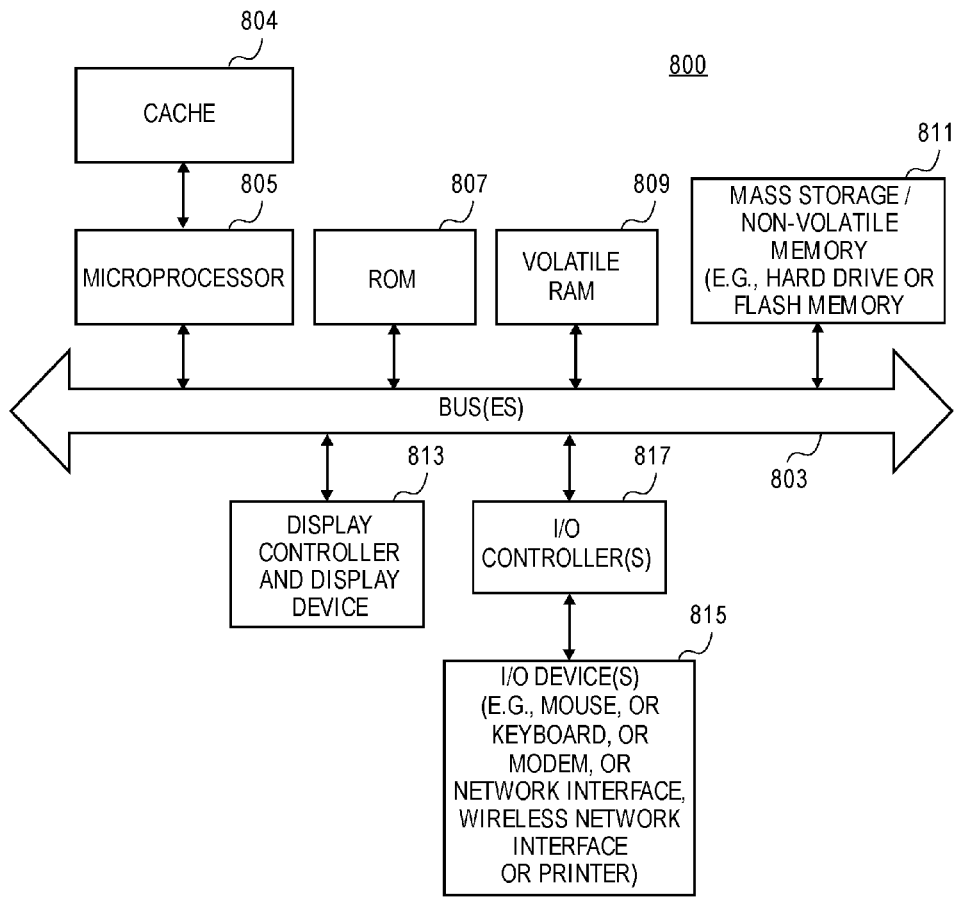 804
800
CACHE
811
805
807
809
MASS STORAGE /
NON-VOLATILE
MEMORY
(E.G., HARD DRIVE OR
FLASH MEMORY
MICROPROCESSOR
ROM
VOLATILE
RAM
BUS(ES)
813
817
803
DISPLAY
CONTROLLER
AND DISPLAY
DEVICE
I/O
CONTROLLER(S)
815
I/O DEVICE(S)
(E.G., MOUSE, OR
KEYBOARD, OR
MODEM, OR
NETWORK INTERFACE,
WIRELESS NETWORK
INTERFACE
OR PRINTER)